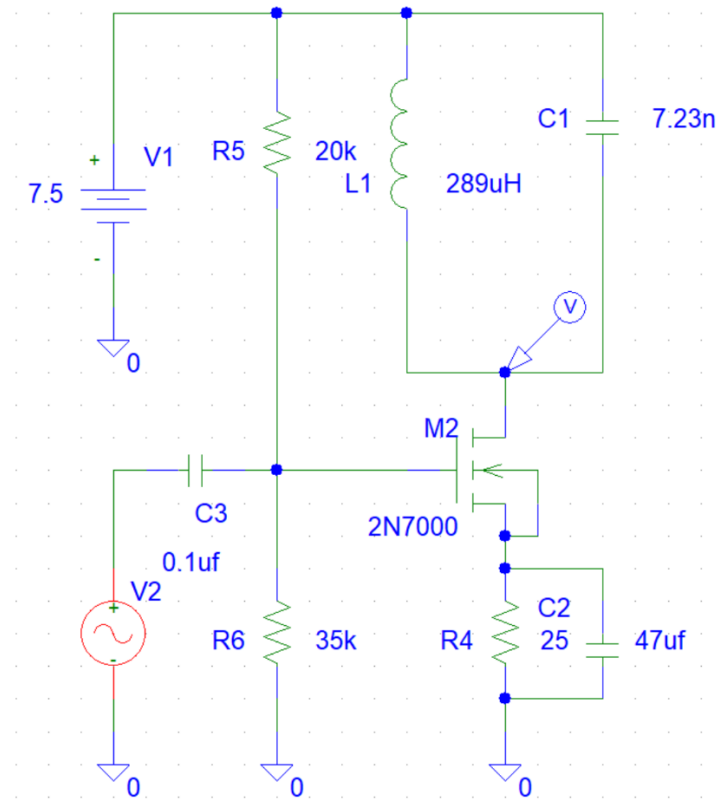 +
V1
7.5
-
0
R5
20k
L1
289uH
C1
7.23n
V
M2
2N7000
C3
0.1uf
V2
+
-
0
R6
35k
0
R4
25
C2
47uf
0